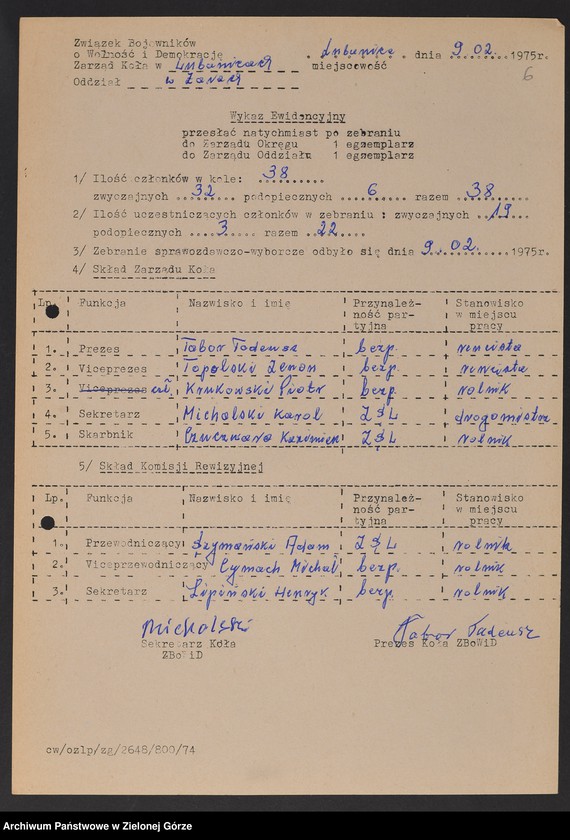 Związek Bojowników
o Wolność i Demokrację
Zarząd Koła w Lubanicach
Oddział w Żarach
Lubanice dnia 9 02. 1975r.
miejscowość
6
Wykaz Ewidencyjny
przesłać natychmiast po zebraniu
do Zarządu Okręgu 1 egzemplarz
do Zarządu Oddziału 1 egzemplarz
1/ Ilość członków w kole: 38
zwyczajnych 32 podopiecznych 6 razem 38
2/ Ilość uczestniczących członków w zebraniu : zwyczajnych 19
podopiecznych 3 razem 22
3/ Zebranie sprawozdawczo-wyborcze odbyło się dnia 9.02. 1975r.
4/ Skład Zarządu Koła
Lp. Funkcja Nazwisko i imię Przynależ- Stanowisko
ność par- w miejscu
tyjna pracy
1. Prezes Tabor Tadeusz bezp. rencista
2. Viceprezes Topolski Zenon bezp. rencista
3. Viceprezes Krukowski Piotr bezp. rolnik
4. Sekretarz Michalski Karol ZSL drogomistrz
5. Skarbnik Kazimierz ZSL rolnik
5/ Skład Komisji Rewizyjnej
Lp. Funkcja Nazwisko i imię Przynależ- Stanowisko
ność par- w miejscu
tyjna pracy
1. Przewodniczący Szymański Adam ZSL rolnik
2. Viceprzewodniczący Cymach Michał bezp. rolnik
3. Sekretarz Lipiński Henryk bezp. rolnik
Michalski Tabor Tadeusz
Sekretarz Koła Prezes Koła ZBoWiD
ZBoWiD
cw/ozlp/zg/2648/800/74
Archiwum Państwowe w Zielonej Górze